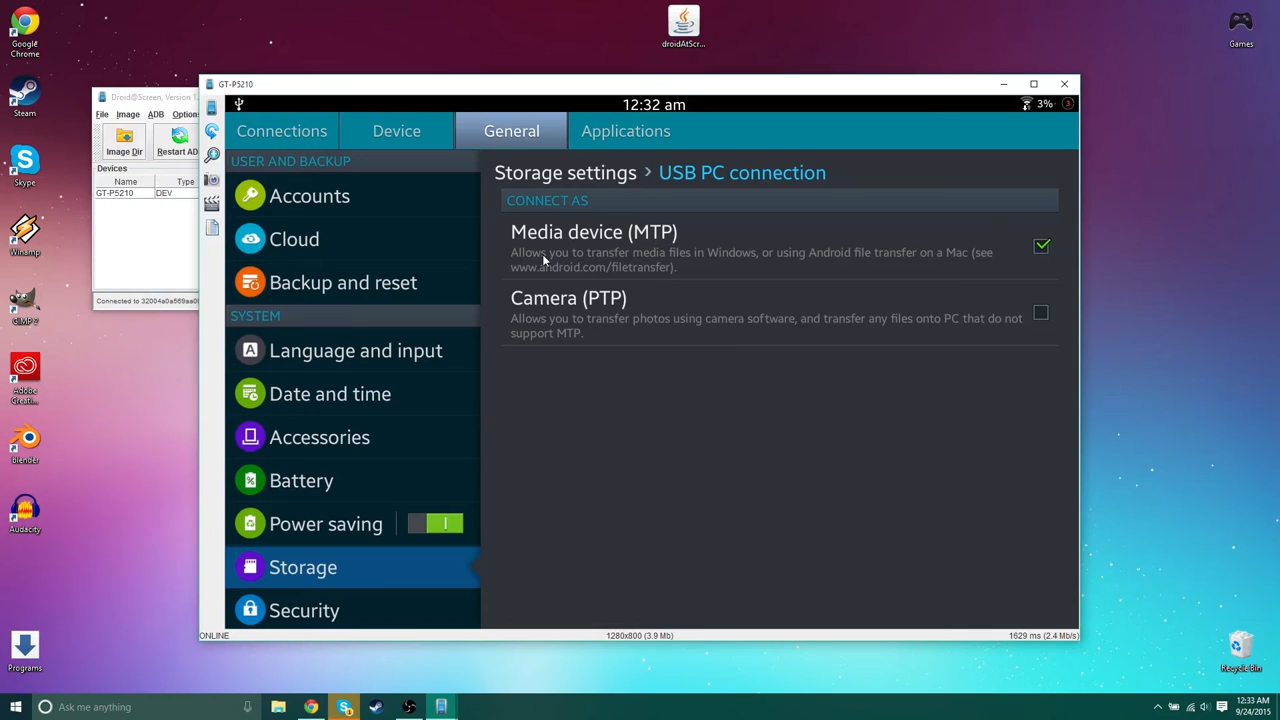 Google
Chrome
Steam
Skype
Winamp
GIMP 2
Adobe
Creati...
Blender
Audacity
Programs
droidAtScr...
Games
Recycle Bin
Droid@Screen, Version 1.
File Image ADB Option
Image Dir
Restart AD
Devices
Name Type
GT-P5210 DEV
Connected to 32004a0a569aa0
GT-P5210
12:32 am
3%
3
Connections
Device
General
Applications
USER AND BACKUP
Accounts
Cloud
Backup and reset
SYSTEM
A
Language and input
Date and time
Accessories
Battery
Power saving
Storage
Security
Storage settings › USB PC connection
CONNECT AS
Media device (MTP)
Allows you to transfer media files in Windows, or using Android file transfer on a Mac (see
www.android.com/filetransfer).
Camera (PTP)
Allows you to transfer photos using camera software, and transfer any files onto PC that do not
support MTP.
ONLINE
1280x800 (3.9 Mb)
1629 ms (2.4 Mb/s)
Ask me anything
12:33 AM
9/24/2015